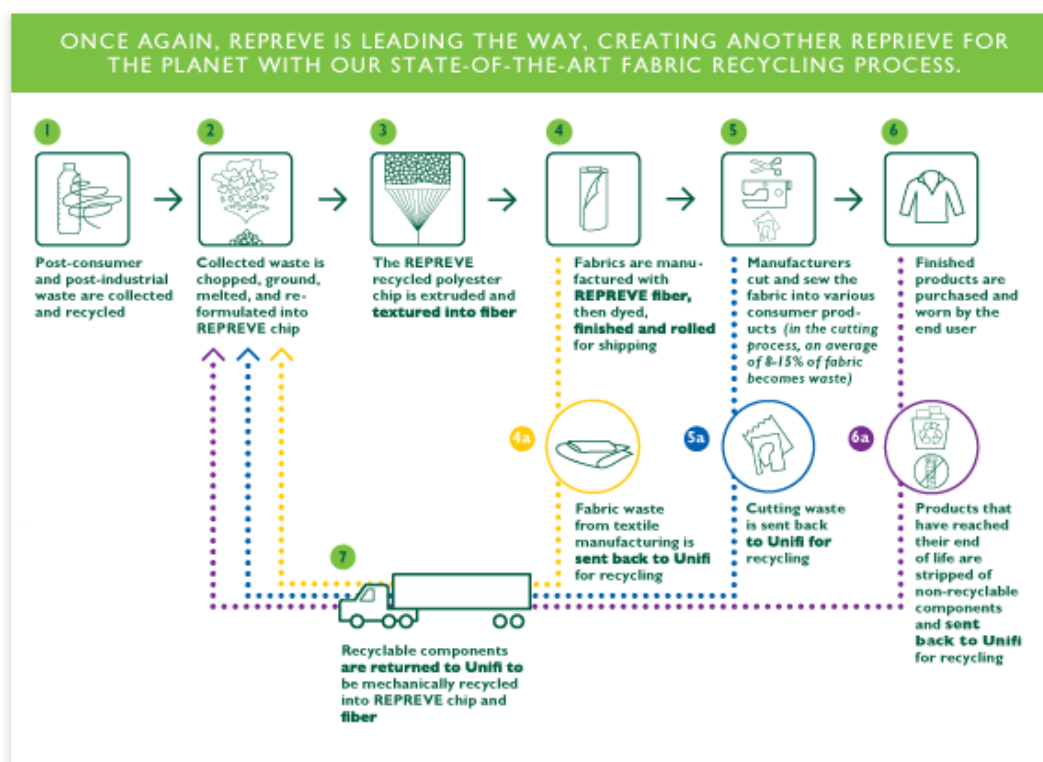 ONCE AGAIN, REPREVE IS LEADING THE WAY, CREATING ANOTHER REPRIEVE FOR
THE PLANET WITH OUR STATE-OF-THE-ART FABRIC RECYCLING PROCESS.
1
Post-consumer
and post-industrial
waste are collected
and recycled
2
Collected waste is
chopped, ground,
melted, and re-
formulated into
REPREVE chip
3
The REPREVE
recycled polyester
chip is extruded and
textured into fiber
4
Fabrics are manu-
factured with
REPREVE fiber,
then dyed,
finished and rolled
for shipping
5
Manufacturers
cut and sew the
fabric into various
consumer prod-
ucts (in the cutting
process, an average
of 8-15% of fabric
becomes waste)
6
Finished
products are
purchased and
worn by the
end user
4a
Fabric waste
from textile
manufacturing is
sent back to Unifi
for recycling
5a
Cutting waste
is sent back
to Unifi for
recycling
6a
Products that
have reached
their end
of life are
stripped of
non-recyclable
components
and sent
back to Unifi
for recycling
7
Recyclable components
are returned to Unifi to
be mechanically recycled
into REPREVE chip and
fiber